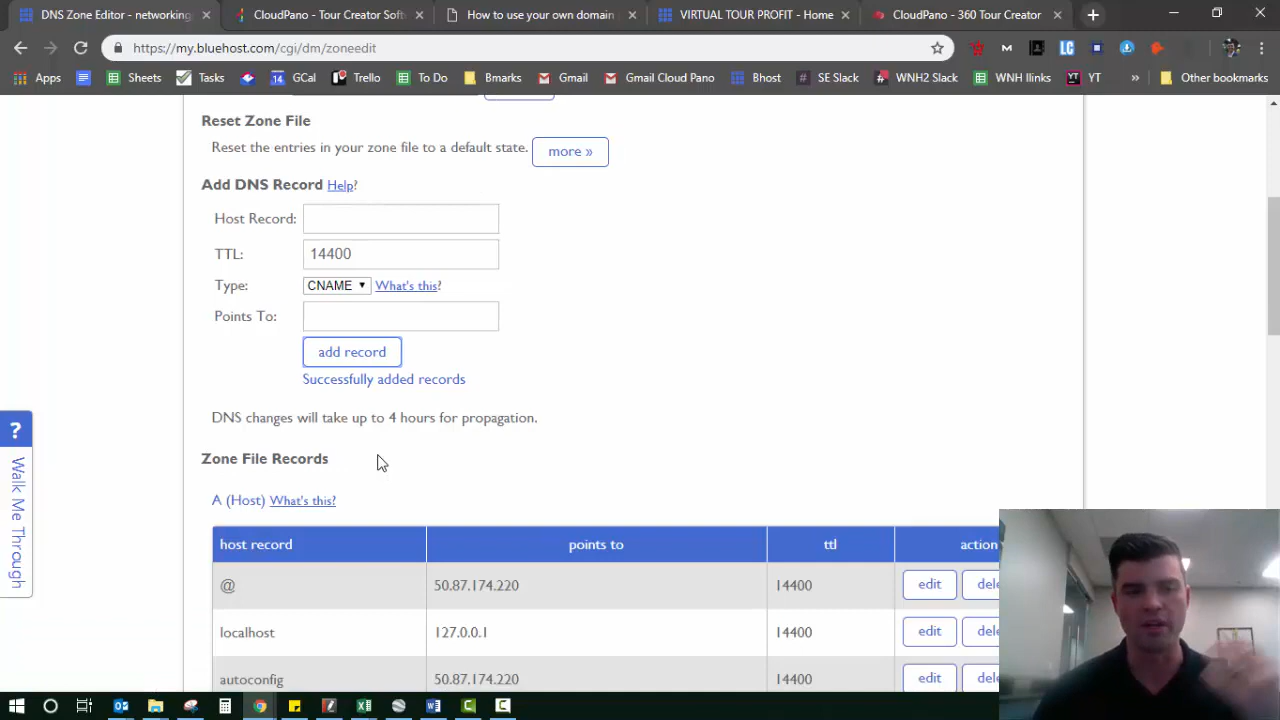 DNS Zone Editor - networking
CloudPano - Tour Creator Soft
How to use your own domain
VIRTUAL TOUR PROFIT - Home
CloudPano - 360 Tour Creator
https://my.bluehost.com/cgi/dm/zoneedit
Apps
Sheets
Tasks
14
GCal
Trello
To Do
Bmarks
Gmail
Gmail Cloud Pano
Bhost
SE Slack
WNH2 Slack
WNH llinks
YT
YT
»
Other bookmarks
Reset Zone File
Reset the entries in your zone file to a default state.
more »
Add DNS Record Help?
Host Record:
TTL: 14400
Type: CNAME What's this?
Points To:
add record
Successfully added records
DNS changes will take up to 4 hours for propagation.
Zone File Records
A (Host) What's this?
host record points to ttl action
@ 50.87.174.220 14400 edit dele
localhost 127.0.0.1 14400 edit dele
autoconfig 50.87.174.220 14400 edit dele
?
Walk Me Through